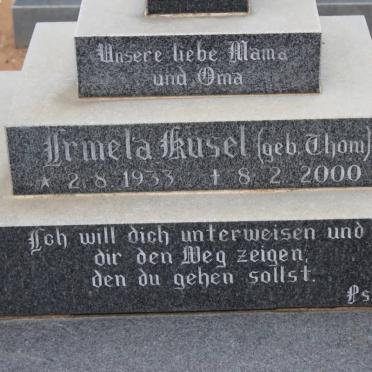 Unsere liebe Mama
und Oma
Irmela Kusel (geb. Thom)
* 2.8.1933 † 8.2.2000
Ich will dich unterweisen und
dir den Weg zeigen,
den du gehen sollst.
Ps